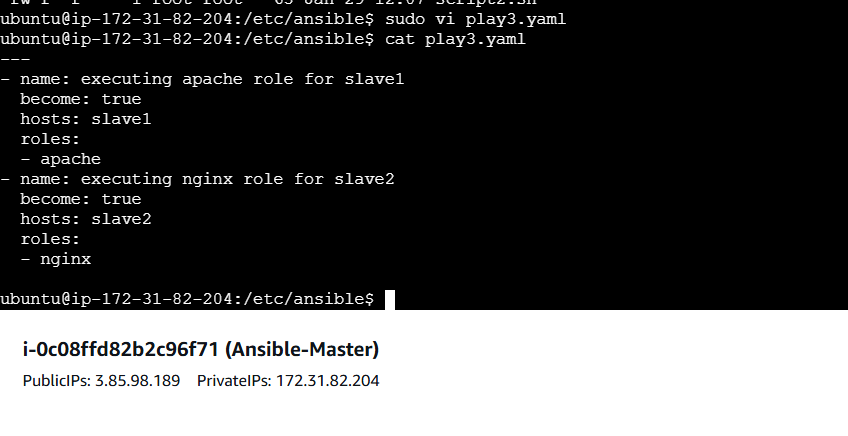 ubuntu@ip-172-31-82-204:/etc/ansible$ sudo vi play3.yaml
ubuntu@ip-172-31-82-204:/etc/ansible$ cat play3.yaml
---
- name: executing apache role for slave1
  become: true
  hosts: slave1
  roles:
  - apache
- name: executing nginx role for slave2
  become: true
  hosts: slave2
  roles:
  - nginx

ubuntu@ip-172-31-82-204:/etc/ansible$
i-0c08ffd82b2c96f71 (Ansible-Master)
PublicIPs: 3.85.98.189 PrivateIPs: 172.31.82.204